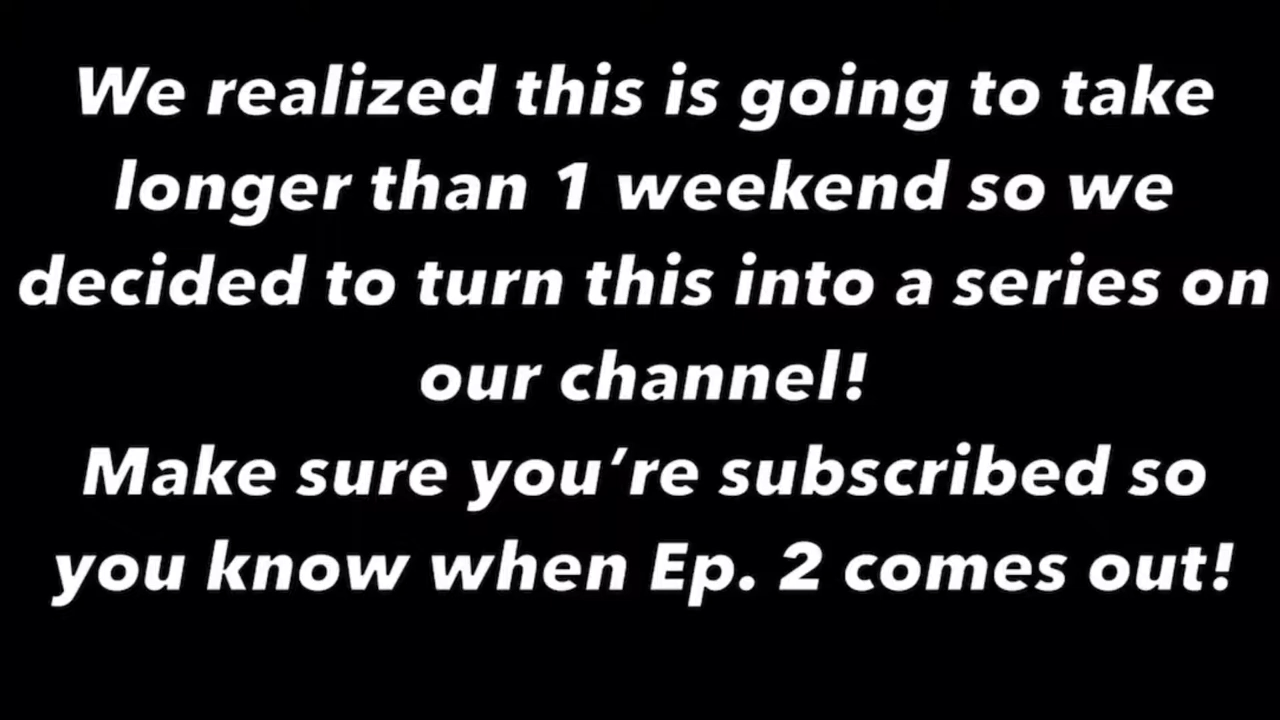 We realized this is going to take
longer than 1 weekend so we
decided to turn this into a series on
our channel!
Make sure you’re subscribed so
you know when Ep. 2 comes out!